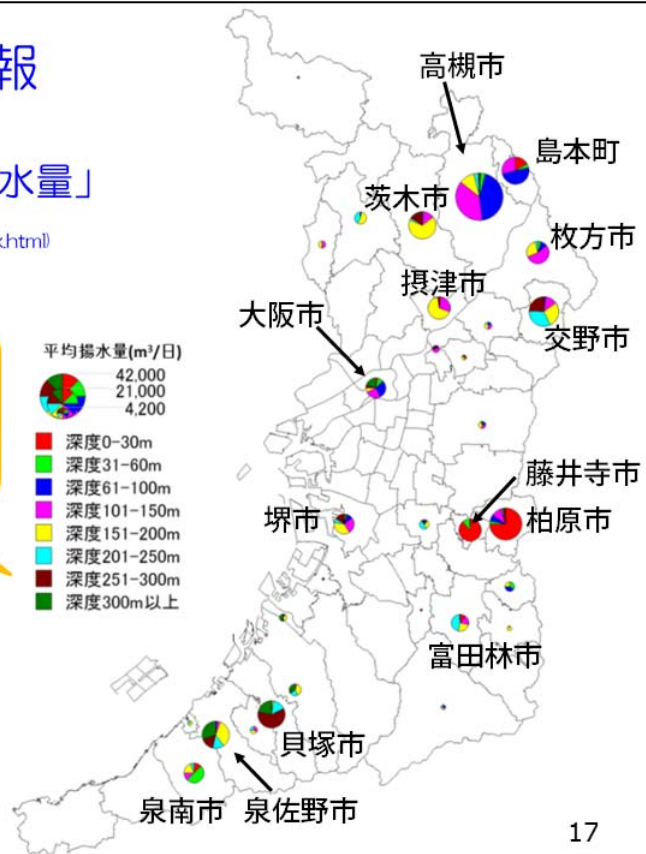 報
水量」
html)
高槻市
島本町
茨木市
枚方市
摂津市
大阪市
交野市
平均揚水量(m³/日)
42,000
21,000
4,200
深度0-30m
深度31-60m
深度61-100m
深度101-150m
深度151-200m
深度201-250m
深度251-300m
深度300m以上
藤井寺市
堺市
柏原市
富田林市
貝塚市
泉南市
泉佐野市
17